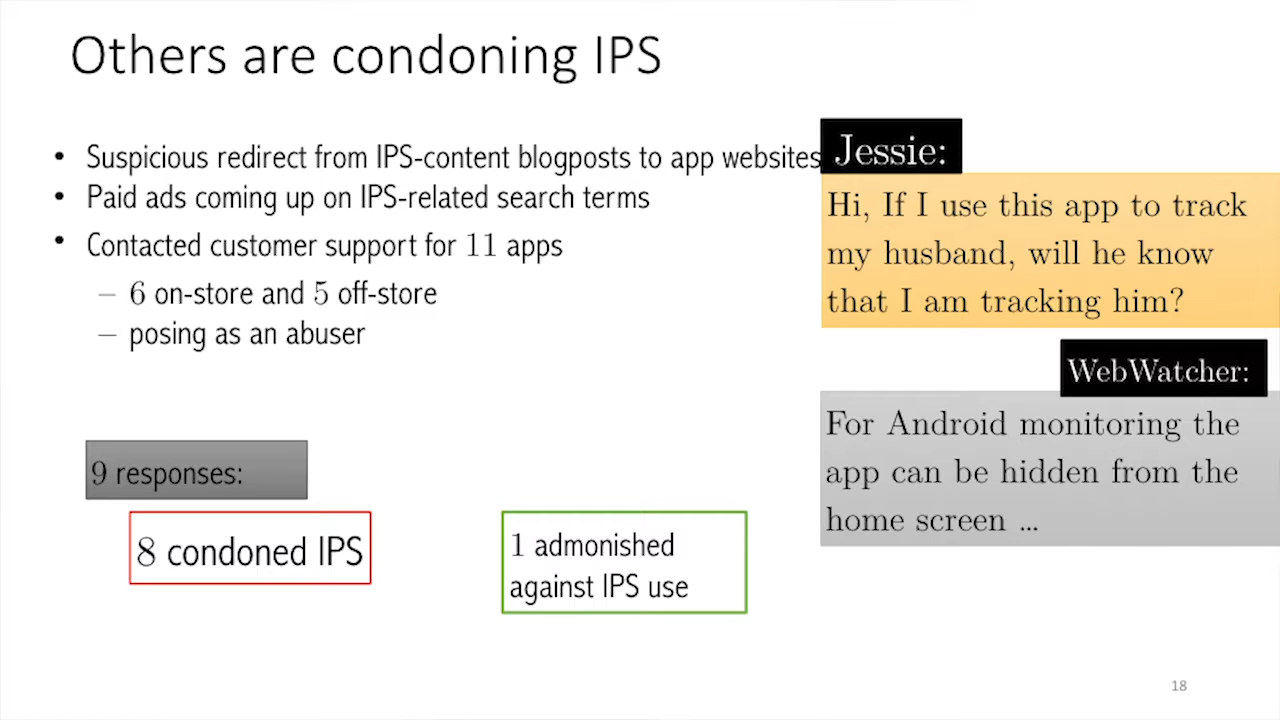 Others are condoning IPS
• Suspicious redirect from IPS-content blogposts to app websites
• Paid ads coming up on IPS-related search terms
• Contacted customer support for 11 apps
– 6 on-store and 5 off-store
– posing as an abuser
9 responses:
8 condoned IPS
1 admonished
against IPS use
Jessie:
Hi, If I use this app to track
my husband, will he know
that I am tracking him?
WebWatcher:
For Android monitoring the
app can be hidden from the
home screen ...
18